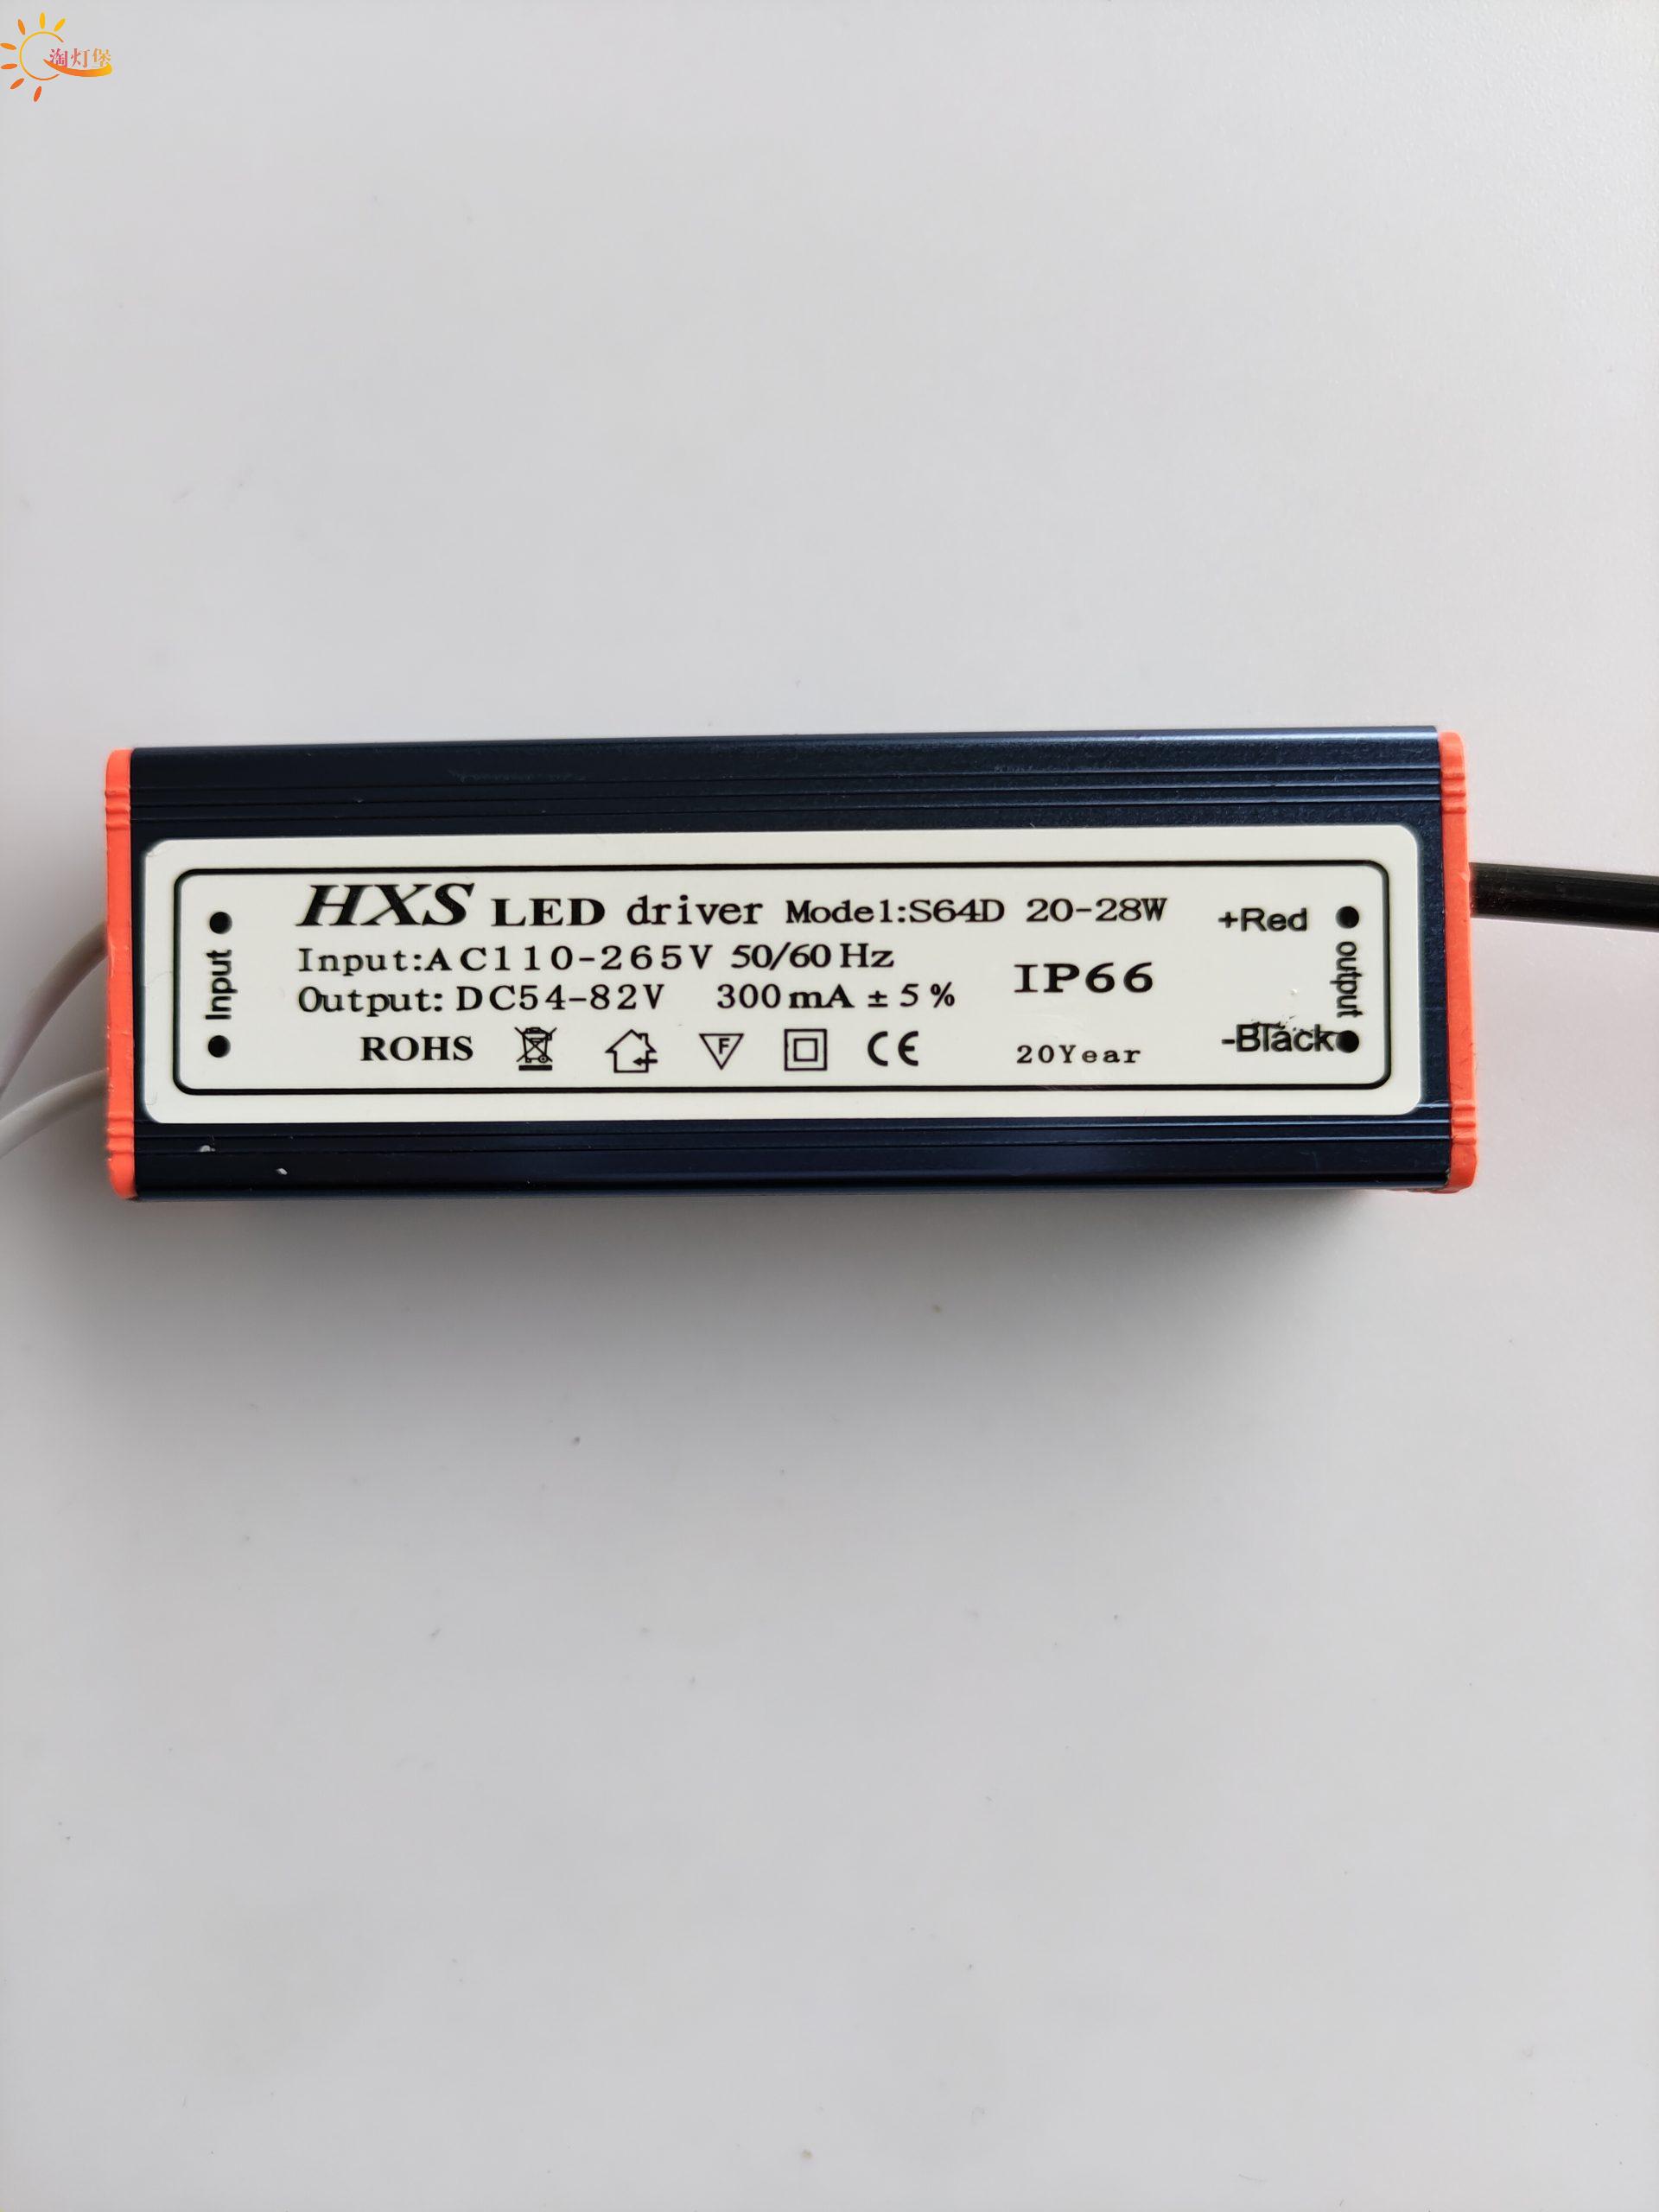 淘灯堡
HXS LED driver Model:S64D 20-28W
Input:AC110-265V 50/60Hz
Output:DC54-82V 300mA±5%
IP66
ROHS F CE
20Year
Input
+Red
output
-Black